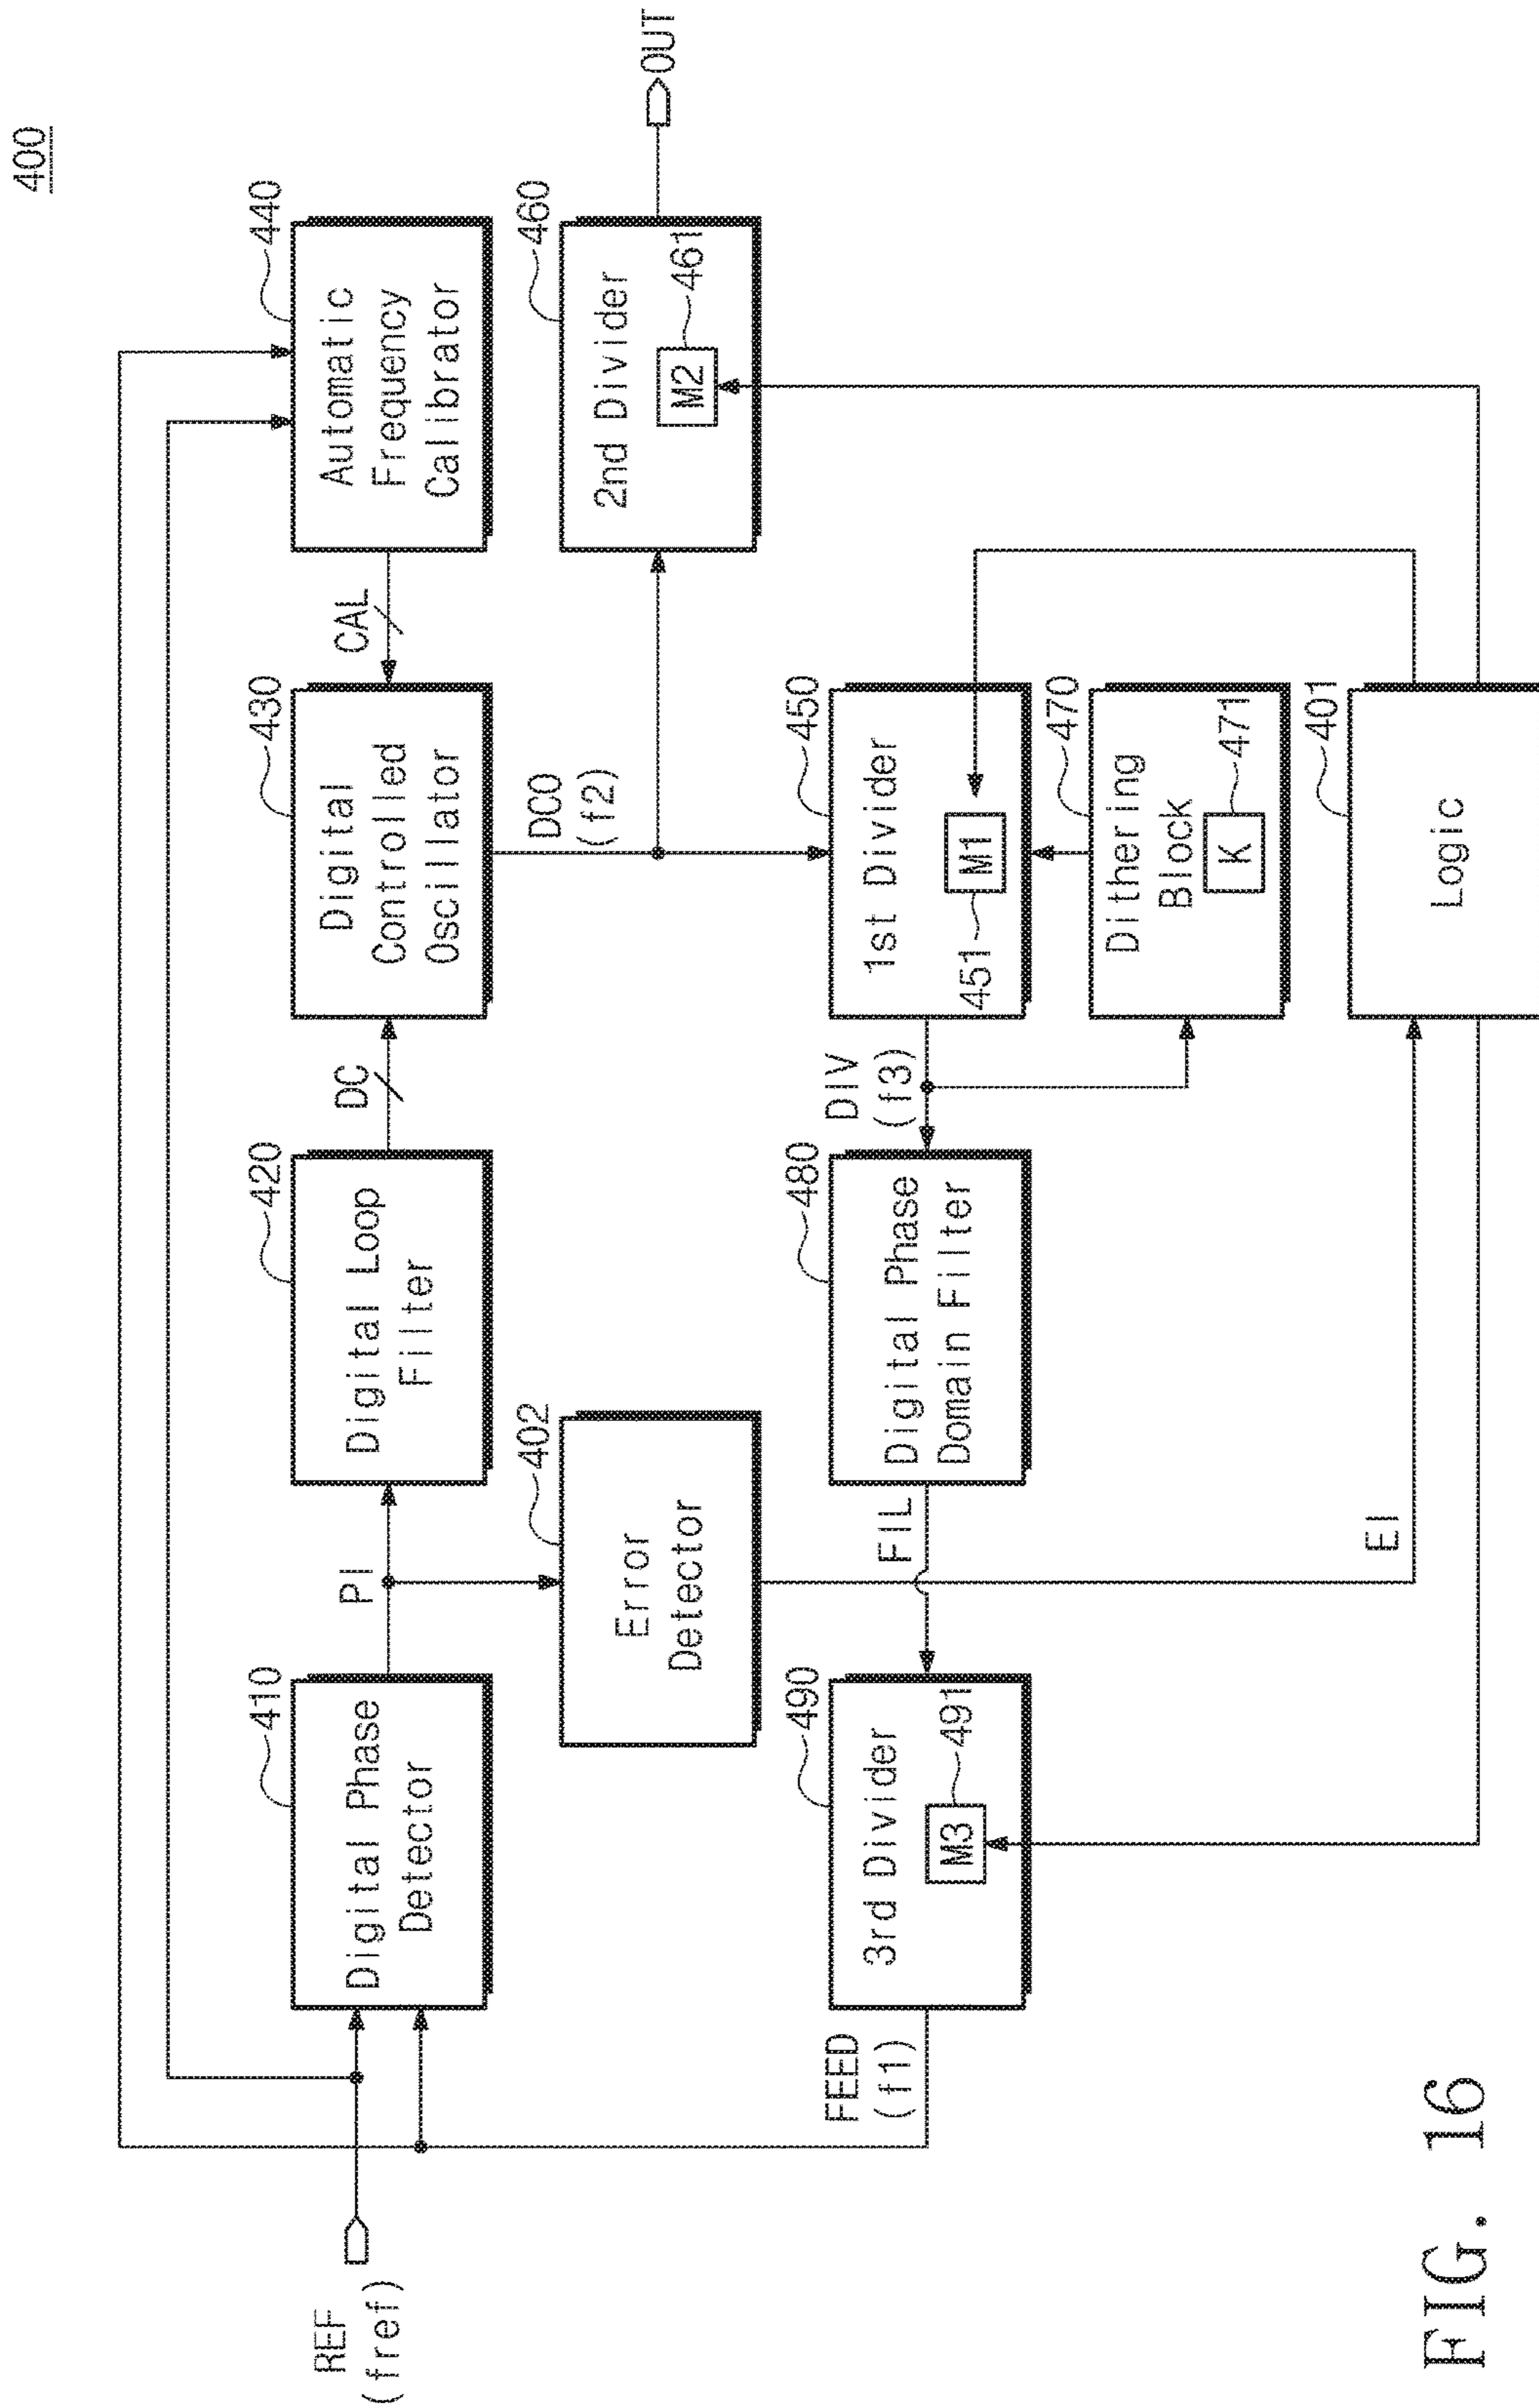 400
REF
(fref)
410
Digital Phase
Detector
PI
420
Digital Loop
Filter
DC
430
Digital
Controlled
Oscillator
CAL
440
Automatic
Frequency
Calibrator
402
Error
Detector
DCO
(f2)
460
2nd Divider
M2
461
OUT
FEED
(f1)
490
3rd Divider
M3
491
FIL
480
Digital Phase
Domain Filter
DIV
(f3)
450
1st Divider
451
M1
470
Dithering
Block
K
471
EI
401
Logic
FIG. 16